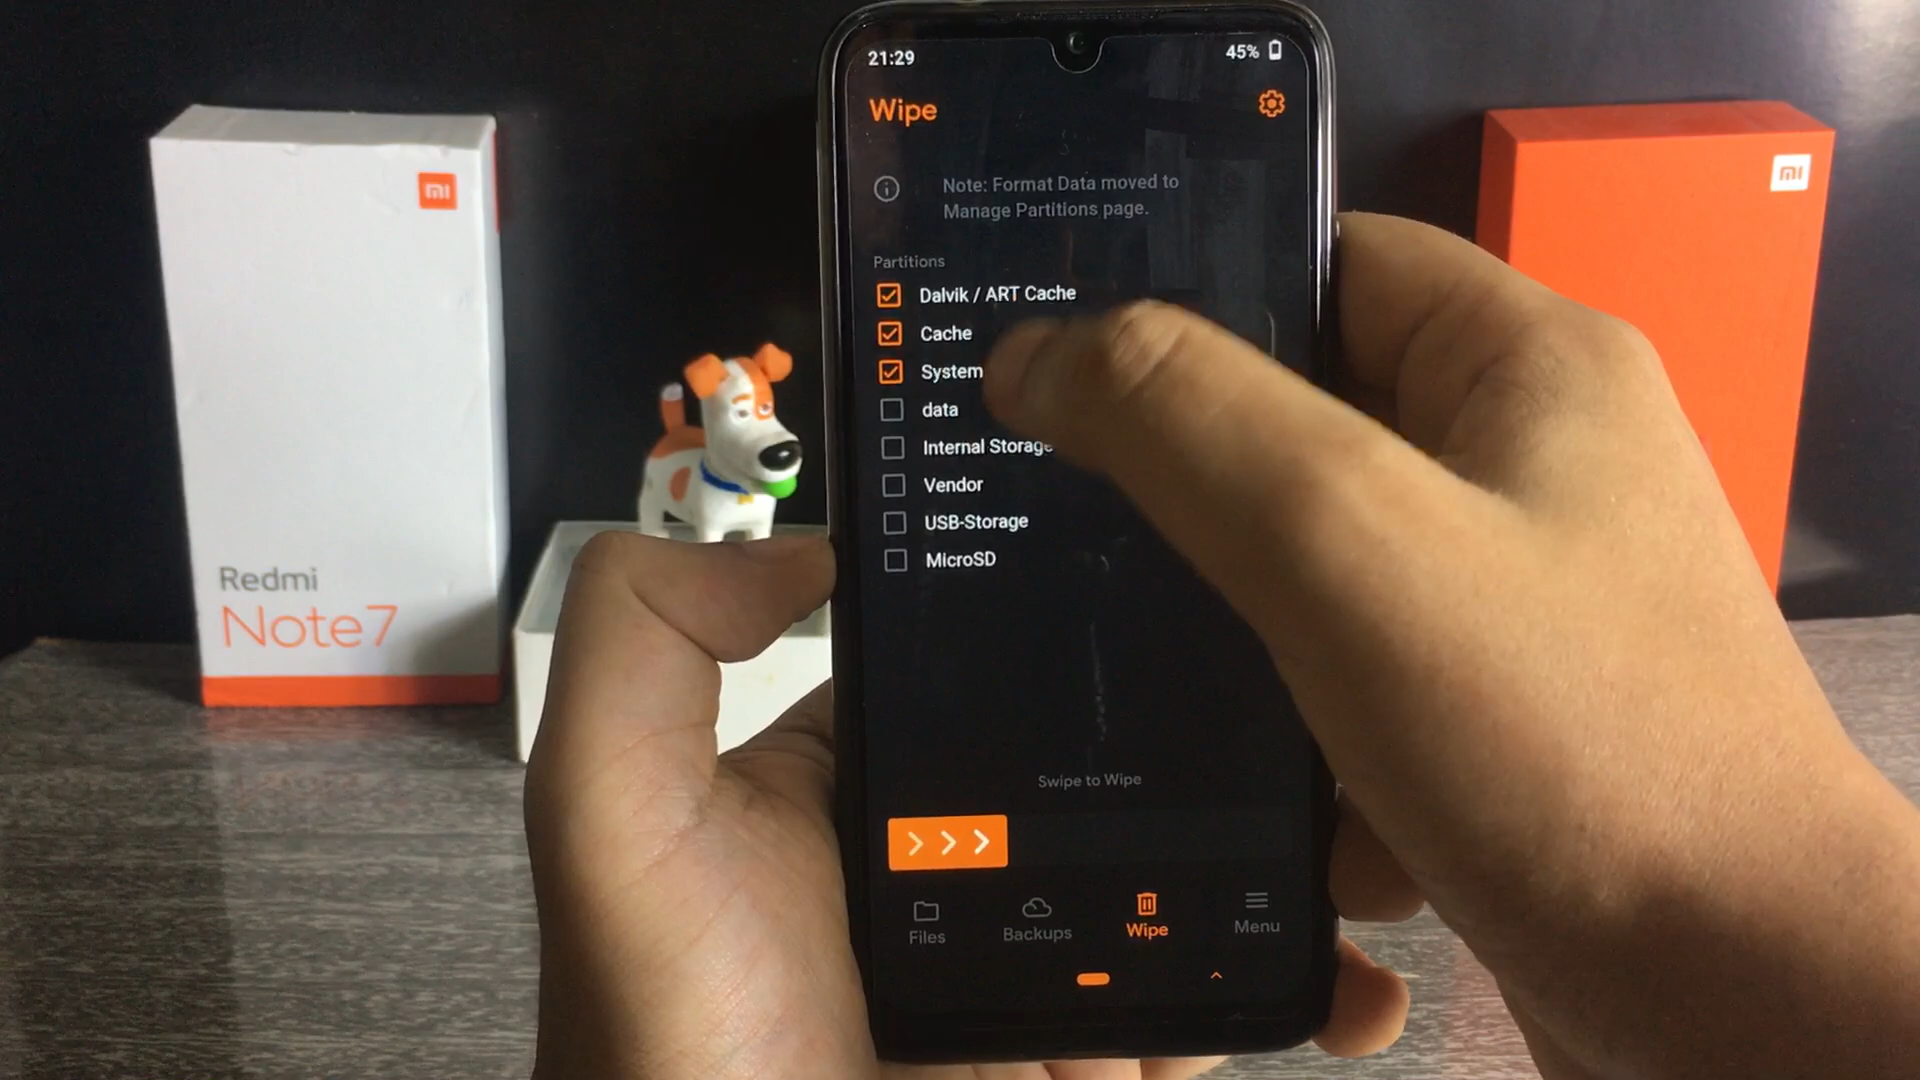 21:29
45%
Wipe
Note: Format Data moved to
Manage Partitions page.
Partitions
Dalvik / ART Cache
Cache
System
data
Internal Storage
Vendor
USB-Storage
MicroSD
Swipe to Wipe
Files
Backups
Wipe
Menu
mi
Redmi
Note7
mi